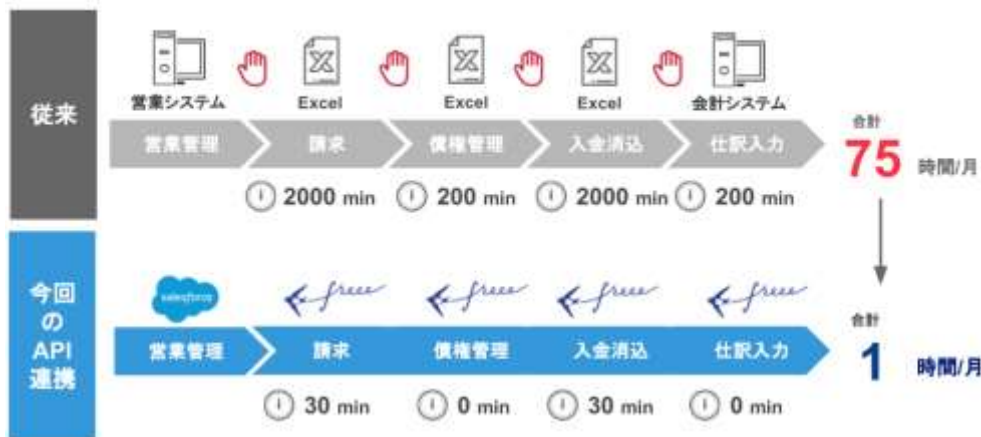 営業システム
Excel
Excel
Excel
会計システム
従来
営業管理
請求
債権管理
入金消込
仕訳入力
合計
75 時間/月
2000 min
200 min
2000 min
200 min
今回
の
API
連携
salesforce
freee
freee
freee
freee
営業管理
請求
債権管理
入金消込
仕訳入力
合計
1 時間/月
30 min
0 min
30 min
0 min